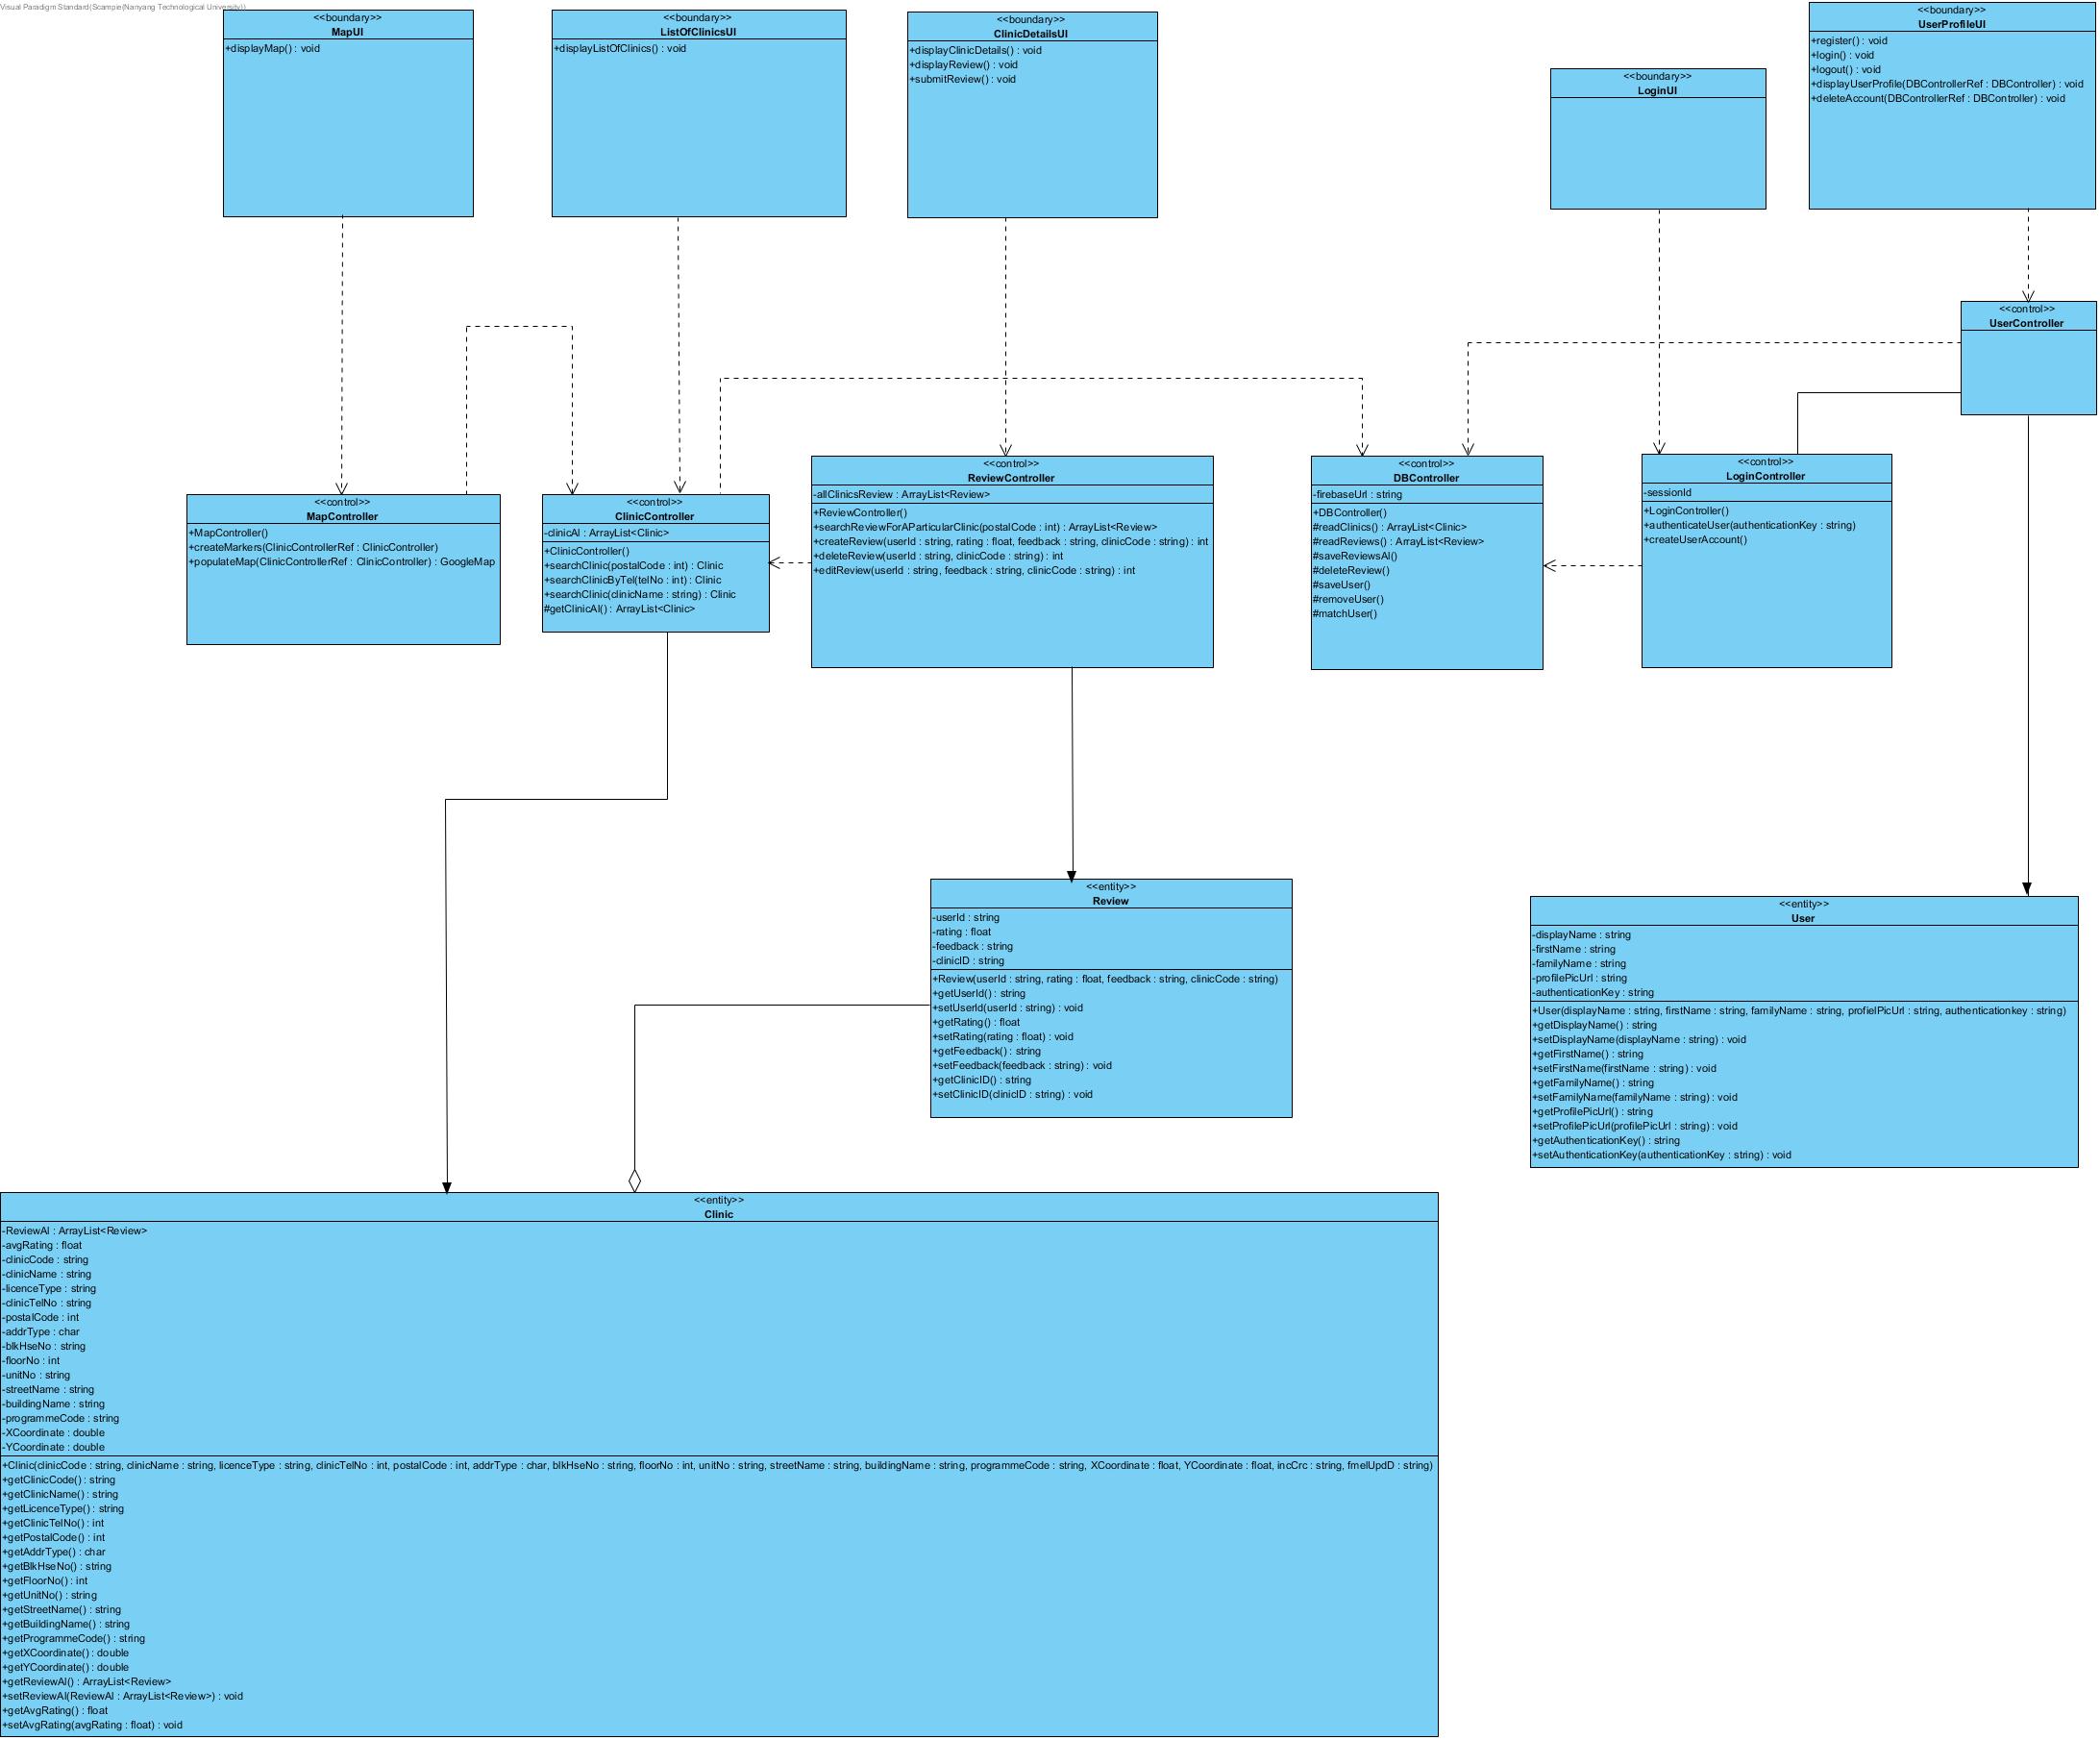 Visual Paradigm Standard(Scampie(Nanyang Technological University))
<<boundary>>
MapUI
+displayMap() : void
<<boundary>>
ListOfClinicsUI
+displayListOfClinics() : void
<<boundary>>
ClinicDetailsUI
+displayClinicDetails() : void
+displayReview() : void
+submitReview() : void
<<boundary>>
LoginUI
<<boundary>>
UserProfileUI
+register() : void
+login() : void
+logout() : void
+displayUserProfile(DBControllerRef : DBController) : void
+deleteAccount(DBControllerRef : DBController) : void
<<control>>
UserController
<<control>>
MapController
+MapController()
+createMarkers(ClinicControllerRef : ClinicController)
+populateMap(ClinicControllerRef : ClinicController) : GoogleMap
<<control>>
ClinicController
-clinicAl : ArrayList<Clinic>
+ClinicController()
+searchClinic(postalCode : int) : Clinic
+searchClinicByTel(telNo : int) : Clinic
+searchClinic(clinicName : string) : Clinic
#getClinicAl() : ArrayList<Clinic>
<<control>>
ReviewController
-allClinicsReview : ArrayList<Review>
+ReviewController()
+searchReviewForAParticularClinic(postalCode : int) : ArrayList<Review>
+createReview(userId : string, rating : float, feedback : string, clinicCode : string) : int
+deleteReview(userId : string, clinicCode : string) : int
+editReview(userId : string, feedback : string, clinicCode : string) : int
<<control>>
DBController
-firebaseUrl : string
+DBController()
#readClinics() : ArrayList<Clinic>
#readReviews() : ArrayList<Review>
#saveReviewsAl()
#deleteReview()
#saveUser()
#removeUser()
#matchUser()
<<control>>
LoginController
-sessionId
+LoginController()
+authenticateUser(authenticationKey : string)
+createUserAccount()
<<entity>>
Review
-userId : string
-rating : float
-feedback : string
-clinicID : string
+Review(userId : string, rating : float, feedback : string, clinicCode : string)
+getUserId() : string
+setUserId(userId : string) : void
+getRating() : float
+setRating(rating : float) : void
+getFeedback() : string
+setFeedback(feedback : string) : void
+getClinicID() : string
+setClinicID(clinicID : string) : void
<<entity>>
User
-displayName : string
-firstName : string
-familyName : string
-profilePicUrl : string
-authenticationKey : string
+User(displayName : string, firstName : string, familyName : string, profielPicUrl : string, authenticationkey : string)
+getDisplayName() : string
+setDisplayName(displayName : string) : void
+getFirstName() : string
+setFirstName(firstName : string) : void
+getFamilyName() : string
+setFamilyName(familyName : string) : void
+getProfilePicUrl() : string
+setProfilePicUrl(profilePicUrl : string) : void
+getAuthenticationKey() : string
+setAuthenticationKey(authenticationKey : string) : void
<<entity>>
Clinic
-ReviewAl : ArrayList<Review>
-avgRating : float
-clinicCode : string
-clinicName : string
-licenceType : string
-clinicTelNo : string
-postalCode : int
-addrType : char
-blkHseNo : string
-floorNo : int
-unitNo : string
-streetName : string
-buildingName : string
-programmeCode : string
-XCoordinate : double
-YCoordinate : double
+Clinic(clinicCode : string, clinicName : string, licenceType : string, clinicTelNo : int, postalCode : int, addrType : char, blkHseNo : string, floorNo : int, unitNo : string, streetName : string, buildingName : string, programmeCode : string, XCoordinate : float, YCoordinate : float, incCrc : string, fmelUpdD : string)
+getClinicCode() : string
+getClinicName() : string
+getLicenceType() : string
+getClinicTelNo() : int
+getPostalCode() : int
+getAddrType() : char
+getBlkHseNo() : string
+getFloorNo() : int
+getUnitNo() : string
+getStreetName() : string
+getBuildingName() : string
+getProgrammeCode() : string
+getXCoordinate() : double
+getYCoordinate() : double
+getReviewAl() : ArrayList<Review>
+setReviewAl(ReviewAl : ArrayList<Review>) : void
+getAvgRating() : float
+setAvgRating(avgRating : float) : void